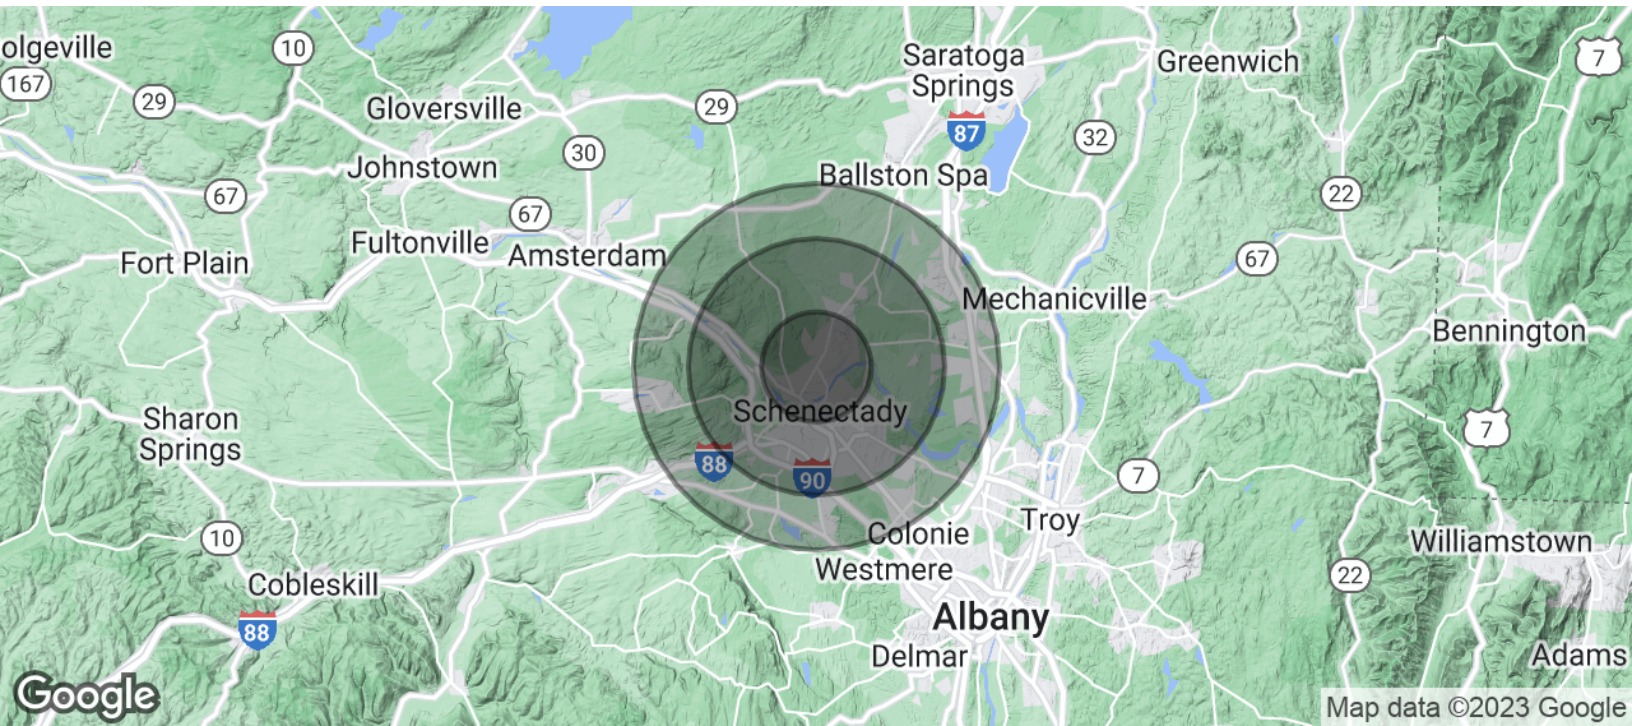 olgeville
10
Saratoga
Springs
Greenwich
7
167
29
Gloversville
29
87
32
30
Johnstown
Ballston Spa
67
22
67
Fultonville
Amsterdam
Fort Plain
67
Mechanicville
Bennington
Sharon
Springs
Schenectady
7
88
90
7
10
Colonie
Troy
Williamstown
Westmere
22
Cobleskill
Albany
88
Delmar
Adams
Google
Map data ©2023 Google